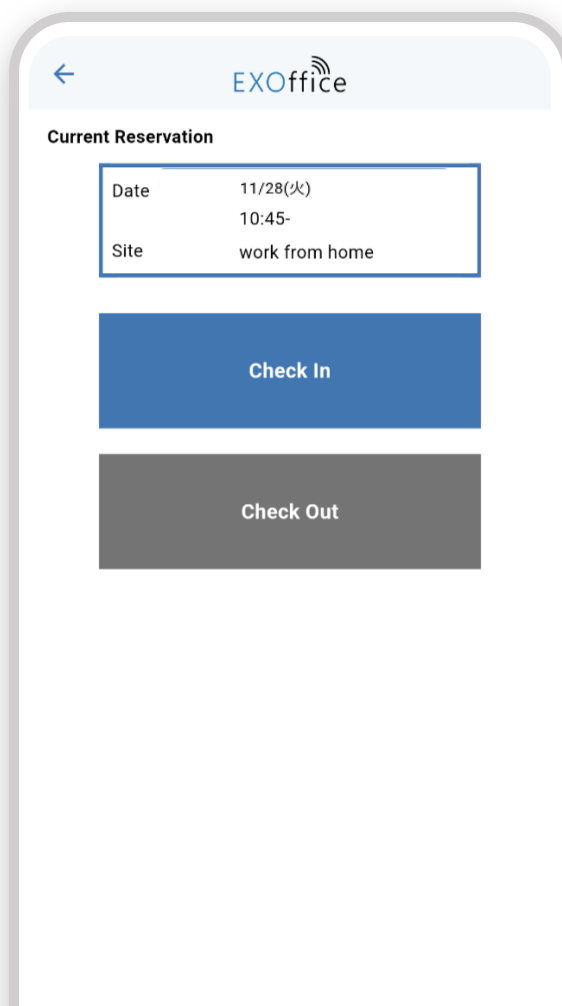 EXOffice
Current Reservation
Date 11/28(火)
10:45-
Site work from home
Check In
Check Out